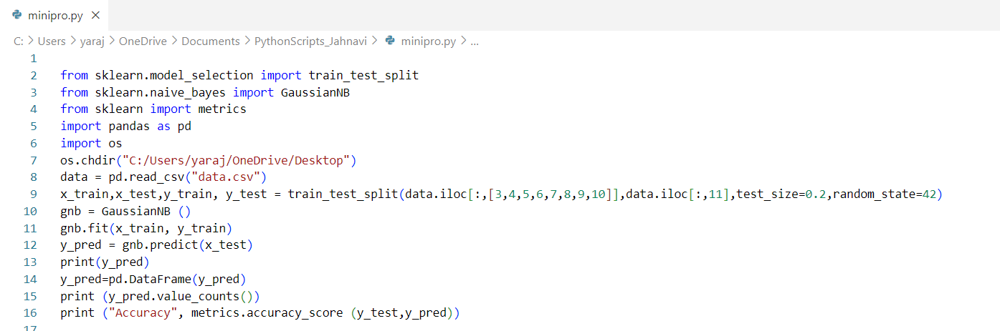 minipro.py ×
C: > Users > yaraj > OneDrive > Documents > PythonScripts_Jahnavi > minipro.py > ...
1
2 from sklearn.model_selection import train_test_split
3 from sklearn.naive_bayes import GaussianNB
4 from sklearn import metrics
5 import pandas as pd
6 import os
7 os.chdir("C:/Users/yaraj/OneDrive/Desktop")
8 data = pd.read_csv("data.csv")
9 x_train,x_test,y_train, y_test = train_test_split(data.iloc[:,[3,4,5,6,7,8,9,10]],data.iloc[:,11],test_size=0.2,random_state=42)
10 gnb = GaussianNB ()
11 gnb.fit(x_train, y_train)
12 y_pred = gnb.predict(x_test)
13 print(y_pred)
14 y_pred=pd.DataFrame(y_pred)
15 print (y_pred.value_counts())
16 print ("Accuracy", metrics.accuracy_score (y_test,y_pred))
17